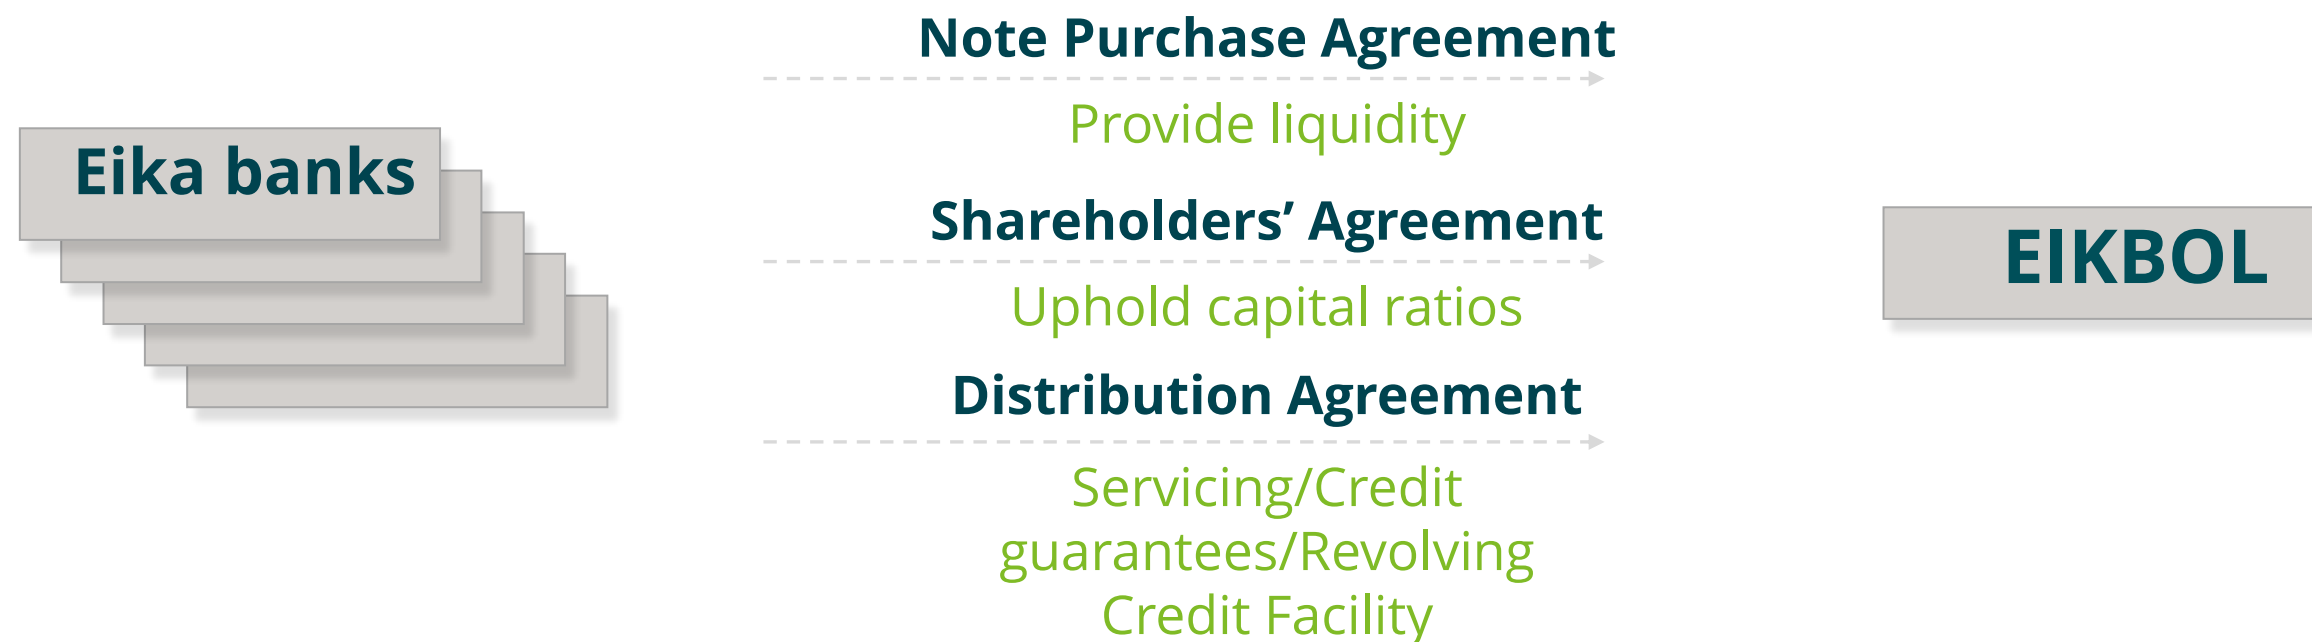 Eika banks
Note Purchase Agreement
Provide liquidity
Shareholders’ Agreement
Uphold capital ratios
Distribution Agreement
Servicing/Credit
guarantees/Revolving
Credit Facility
EIKBOL